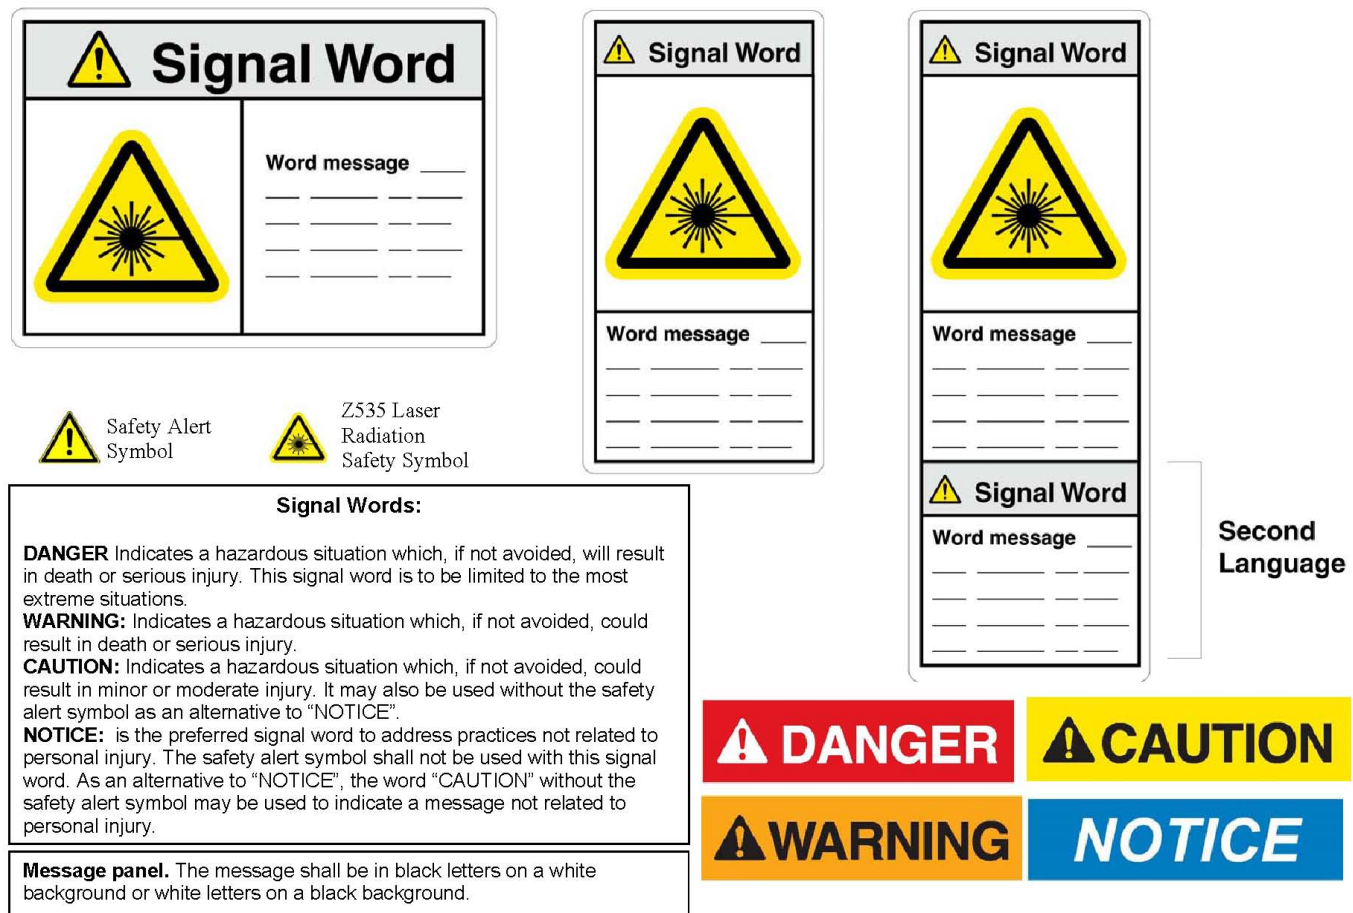 Signal Word
Word message
Signal Word
Word message
Signal Word
Word message
Signal Word
Word message
Second
Language
Safety Alert
Symbol
Z535 Laser
Radiation
Safety Symbol
Signal Words:
DANGER Indicates a hazardous situation which, if not avoided, will result
in death or serious injury. This signal word is to be limited to the most
extreme situations.
WARNING: Indicates a hazardous situation which, if not avoided, could
result in death or serious injury.
CAUTION: Indicates a hazardous situation which, if not avoided, could
result in minor or moderate injury. It may also be used without the safety
alert symbol as an alternative to “NOTICE”.
NOTICE: is the preferred signal word to address practices not related to
personal injury. The safety alert symbol shall not be used with this signal
word. As an alternative to “NOTICE”, the word “CAUTION” without the
safety alert symbol may be used to indicate a message not related to
personal injury.
Message panel. The message shall be in black letters on a white
background or white letters on a black background.
DANGER
CAUTION
WARNING
NOTICE